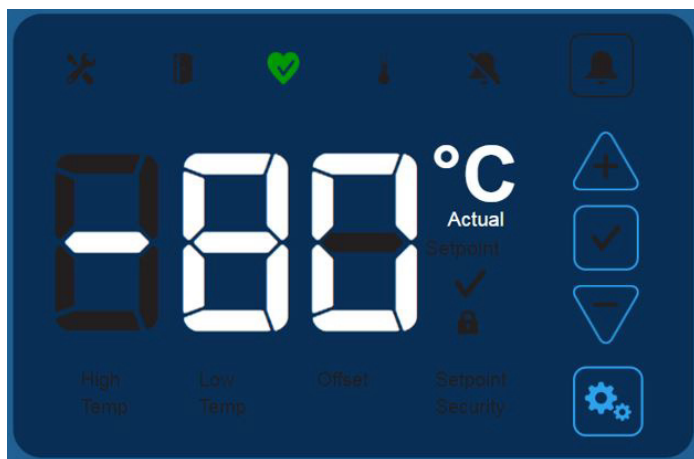 -80
°C
Actual
Setpoint
High
Temp
Low
Temp
Offset
Setpoint
Security